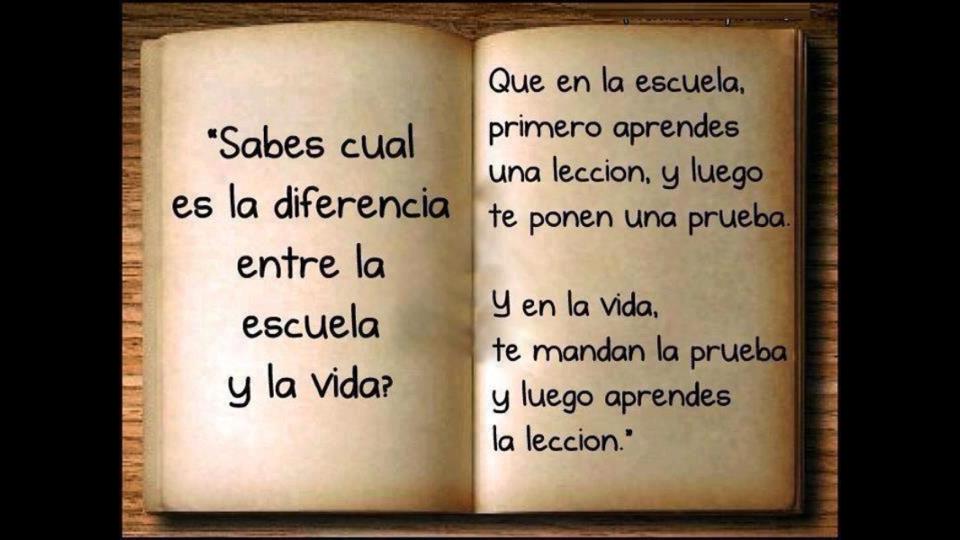 "Sabes cual
es la diferencia
entre la
escuela
y la vida?
Que en la escuela,
primero aprendes
una leccion, y luego
te ponen una prueba.
Y en la vida,
te mandan la prueba
y luego aprendes
la leccion."